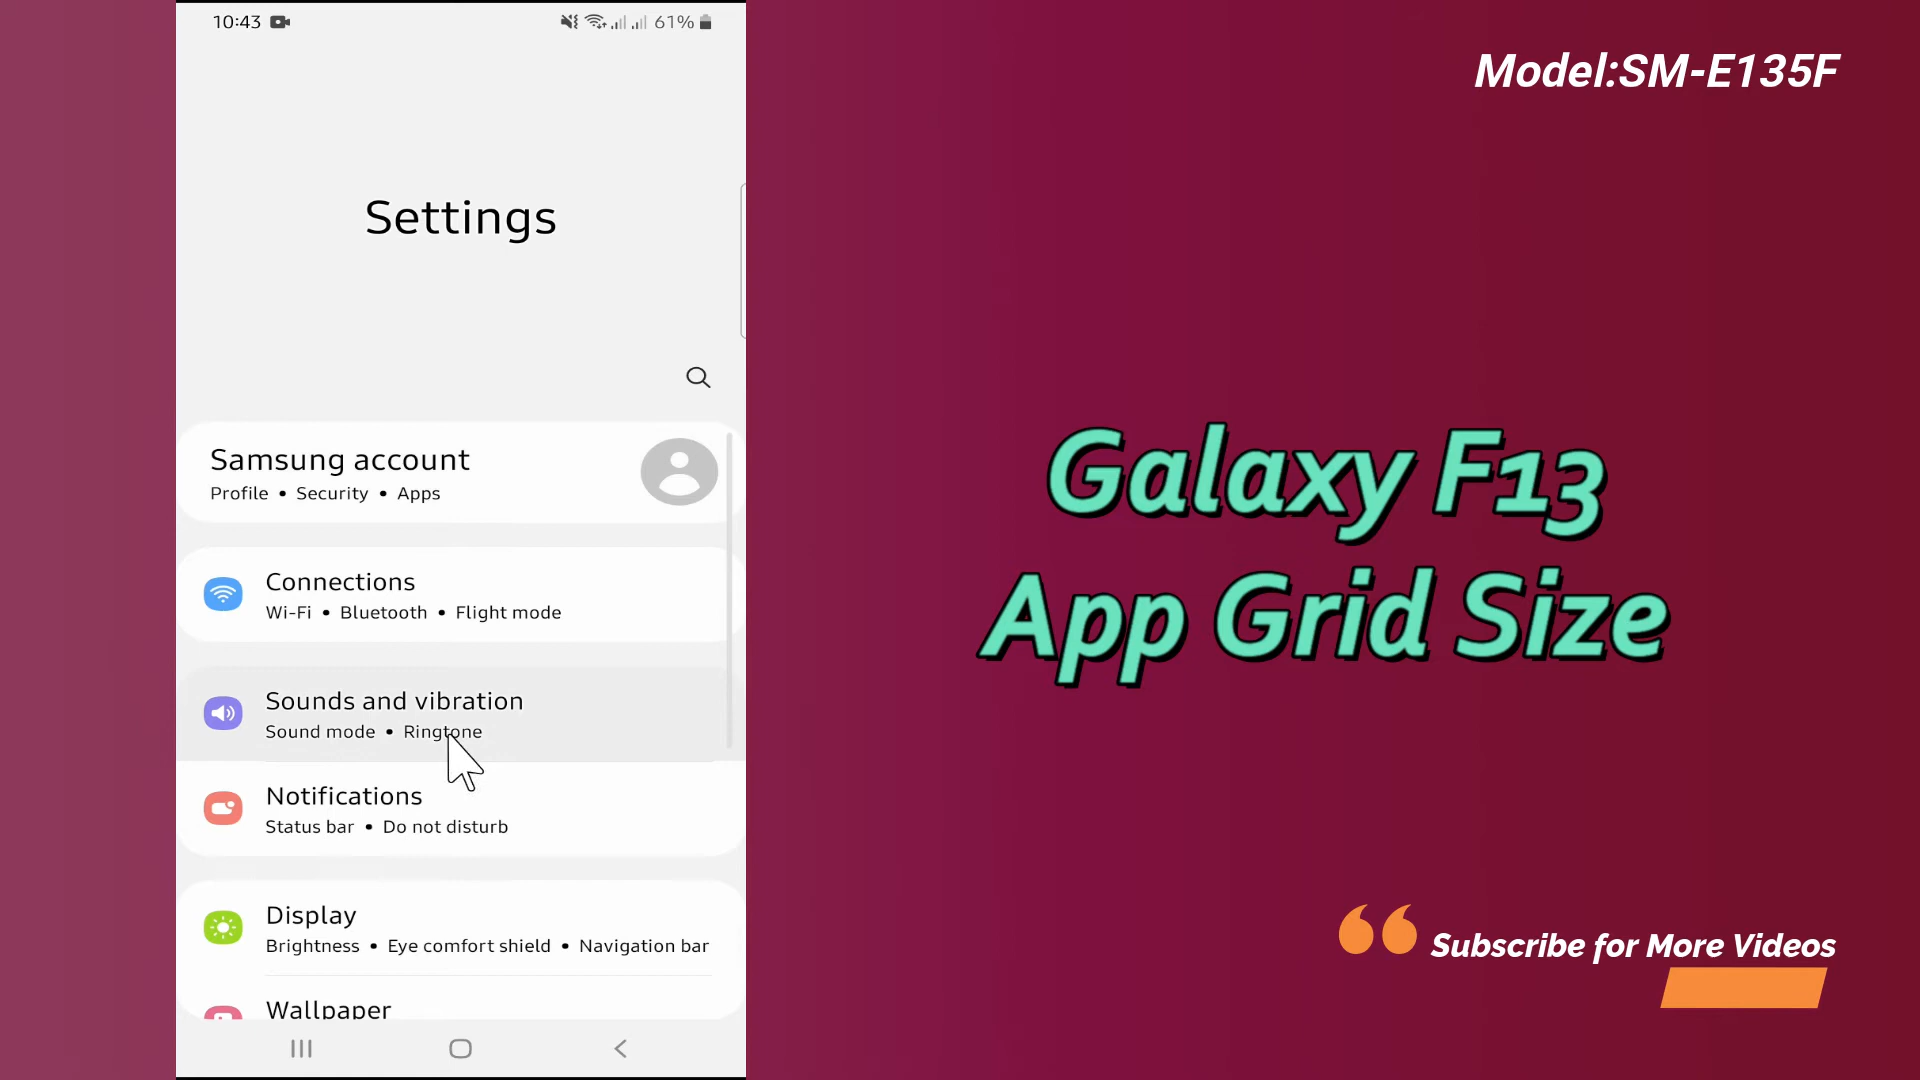 10:43
61%
Model:SM-E135F
Settings
Samsung account
Profile • Security • Apps
Connections
Wi-Fi • Bluetooth • Flight mode
Sounds and vibration
Sound mode • Ringtone
Notifications
Status bar • Do not disturb
Display
Brightness • Eye comfort shield • Navigation bar
Wallpaper
Galaxy F13
App Grid Size
Subscribe for More Videos